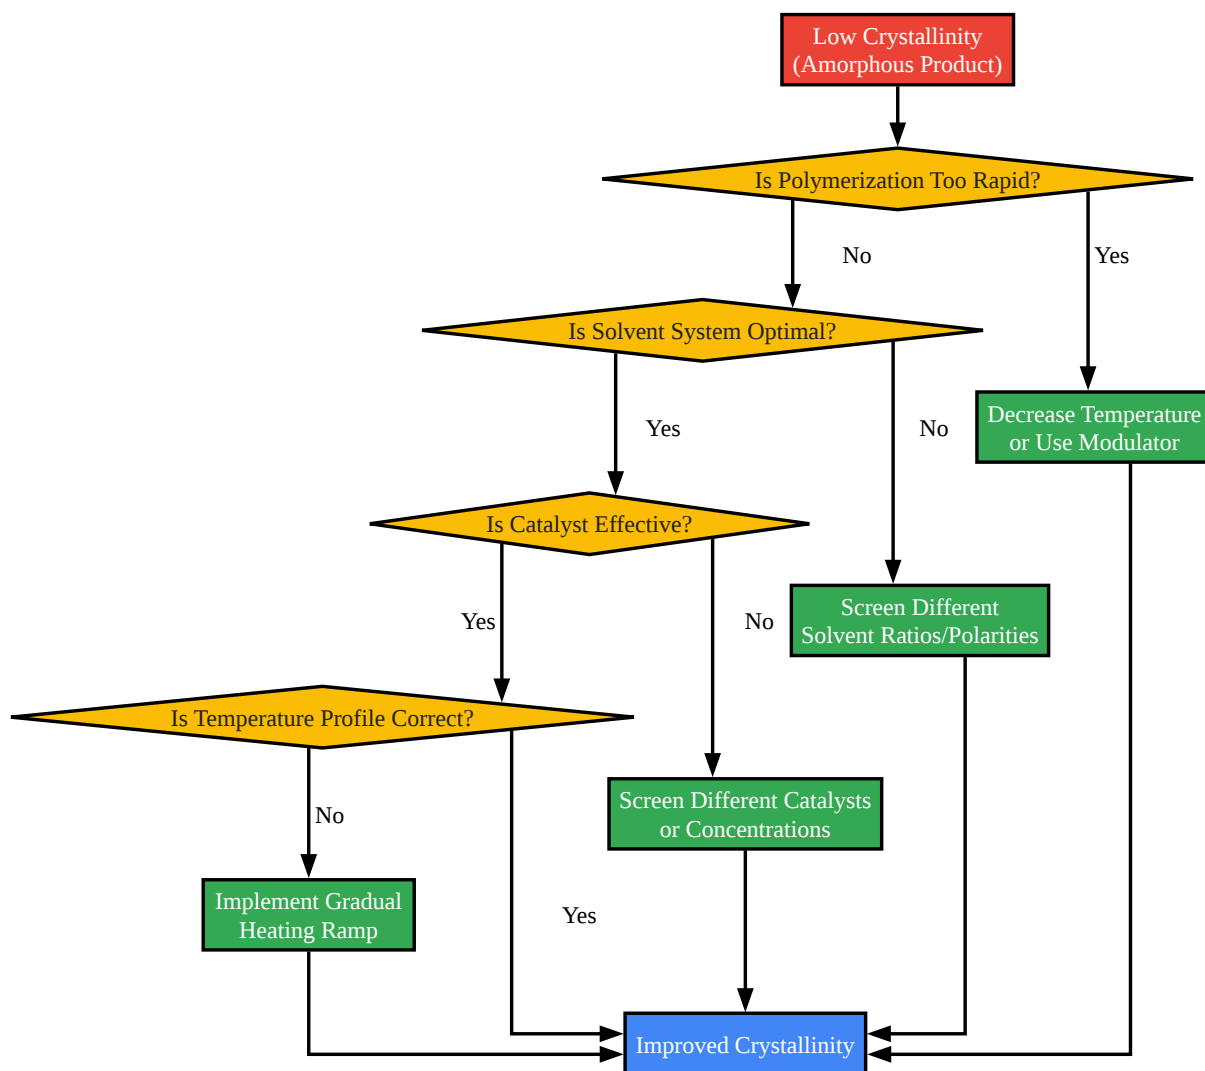 Low Crystallinity
(Amorphous Product)
Is Polymerization Too Rapid?
No
Yes
Is Solvent System Optimal?
Yes
No
Decrease Temperature
or Use Modulator
Is Catalyst Effective?
Yes
No
Screen Different
Solvent Ratios/Polarities
Is Temperature Profile Correct?
No
Yes
Screen Different Catalysts
or Concentrations
Implement Gradual
Heating Ramp
Improved Crystallinity